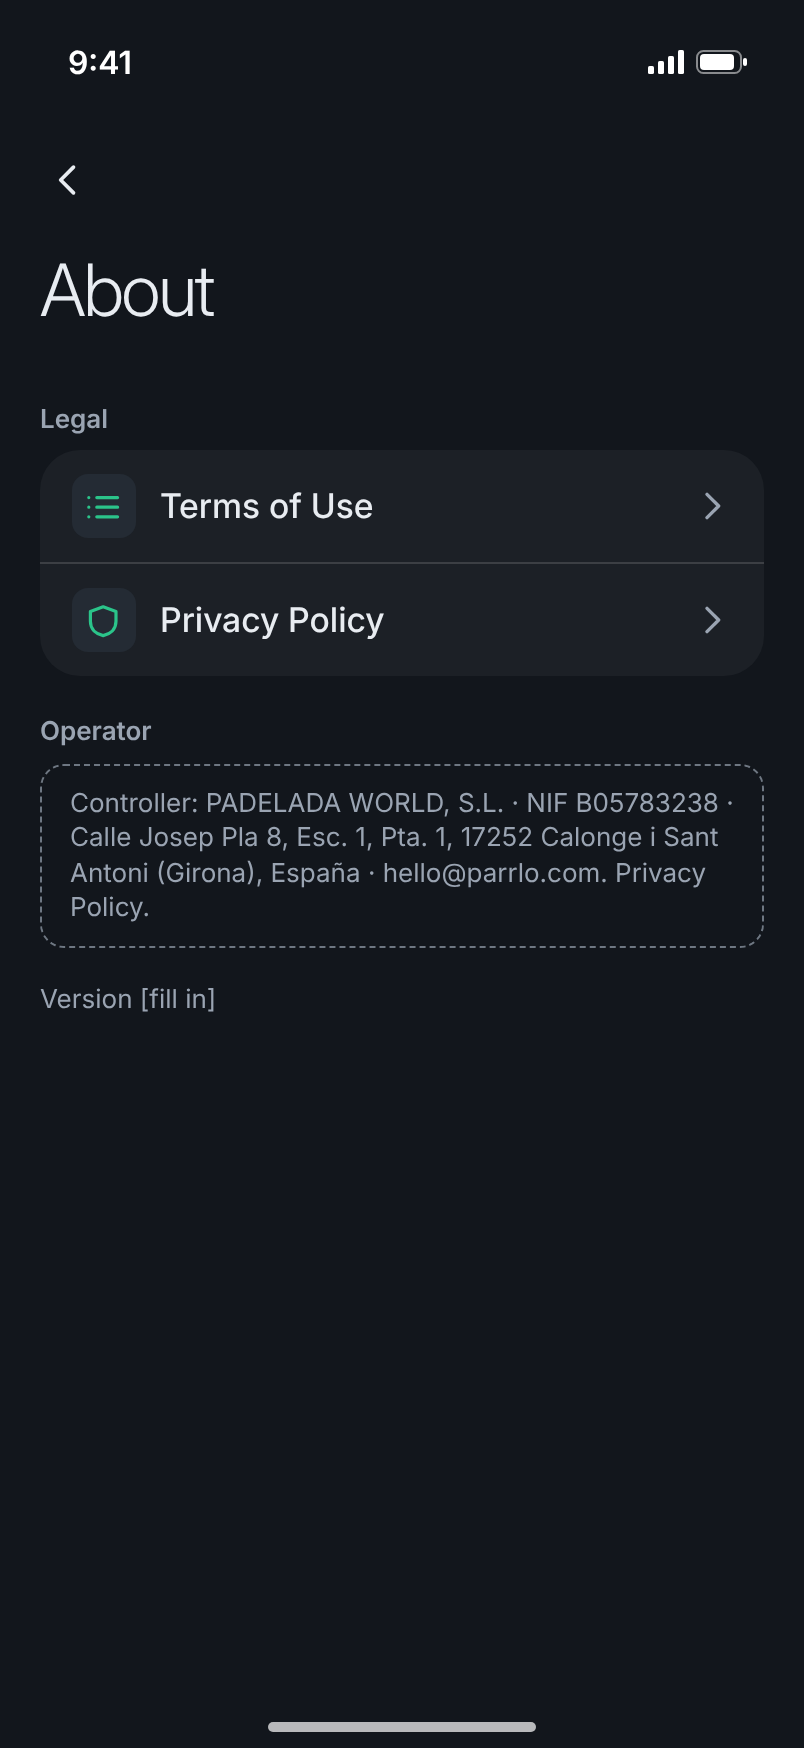 9:41
About
Legal
Terms of Use
Privacy Policy
Operator
Controller: PADELADA WORLD, S.L. · NIF B05783238 ·
Calle Josep Pla 8, Esc. 1, Pta. 1, 17252 Calonge i Sant
Antoni (Girona), España · hello@parrlo.com. Privacy
Policy.
Version [fill in]